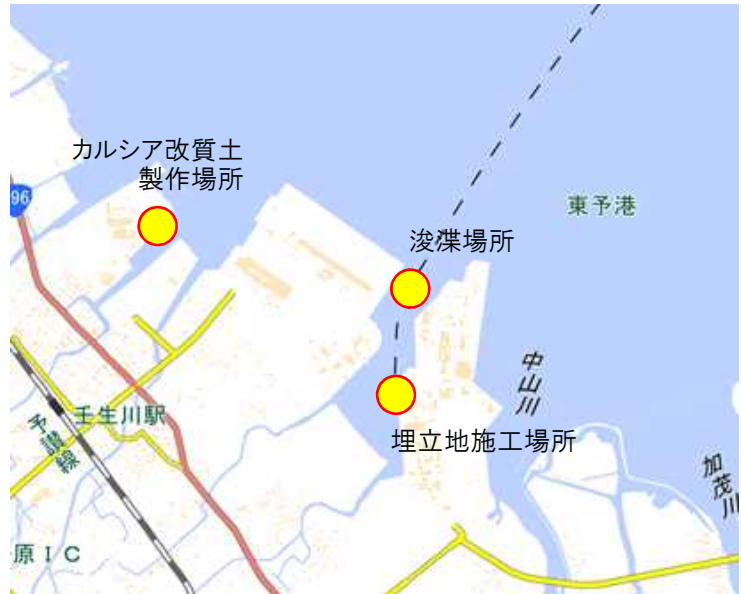 カルシア改質土
製作場所
96
東予港
浚渫場所
中山川
壬生川駅
予讃線
埋立地施工場所
加茂川
原IC